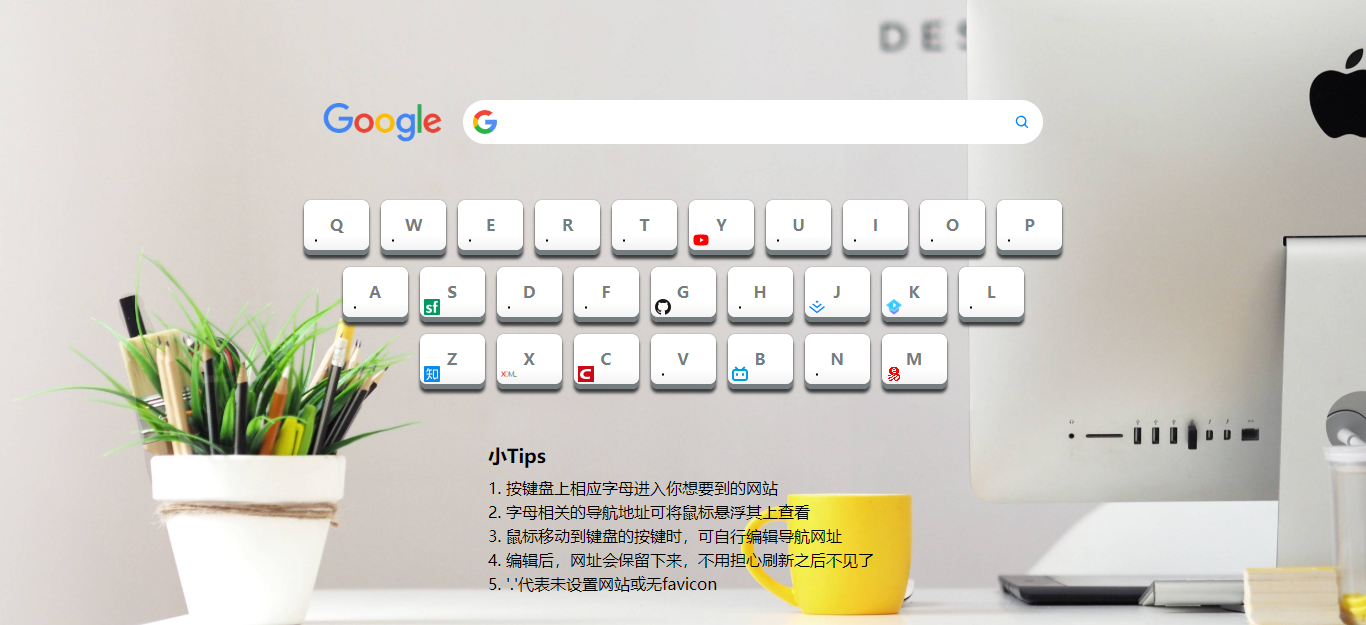 DES
Google
Q W E R T Y U I O P
A S D F G H J K L
sf
Z X C V B N M
知 XML
小Tips
1. 按键盘上相应字母进入你想要到的网站
2. 字母相关的导航地址可将鼠标悬浮其上查看
3. 鼠标移动到键盘的按键时，可自行编辑导航网址
4. 编辑后，网址会保留下来，不用担心刷新之后不见了
5. '.'代表未设置网站或无favicon